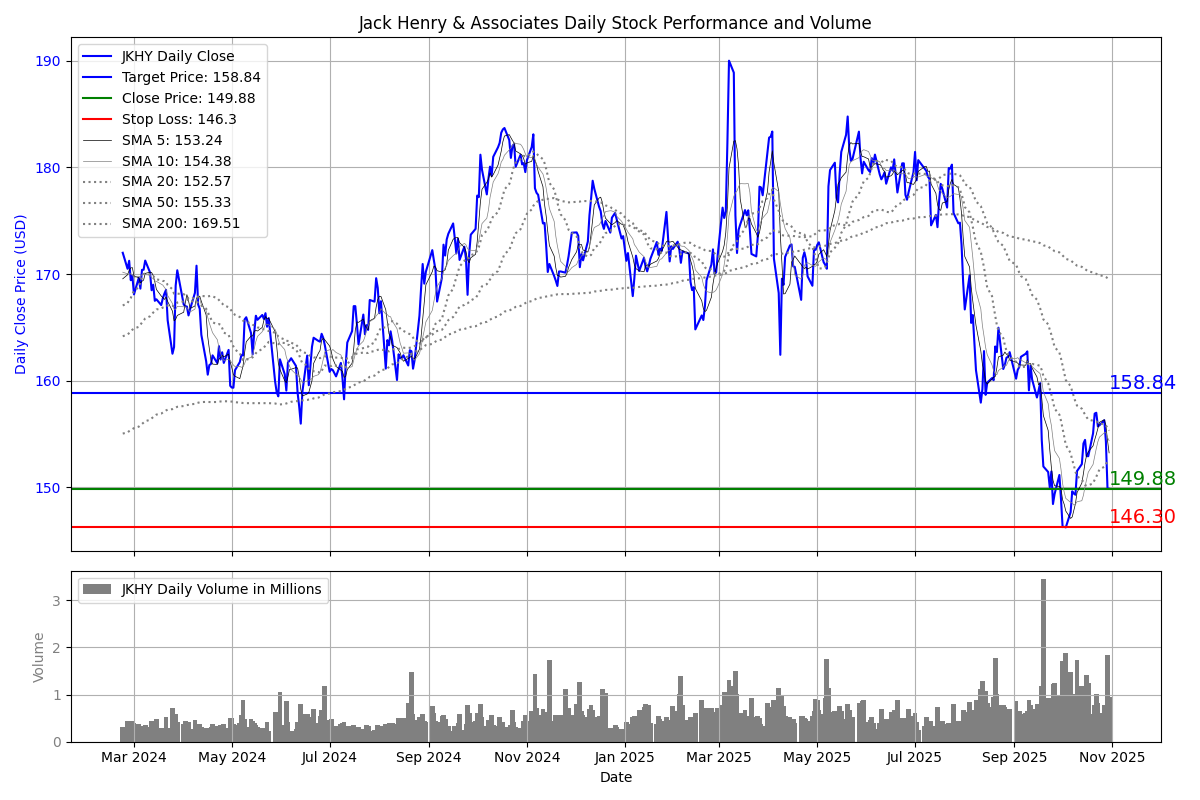 Jack Henry & Associates Daily Stock Performance and Volume
Daily Close Price (USD)
190
180
170
160
150
JKHY Daily Close
Target Price: 158.84
Close Price: 149.88
Stop Loss: 146.3
SMA 5: 153.24
SMA 10: 154.38
SMA 20: 152.57
SMA 50: 155.33
SMA 200: 169.51
158.84
149.88
146.30
Volume
3
2
1
0
JKHY Daily Volume in Millions
Mar 2024 May 2024 Jul 2024 Sep 2024 Nov 2024 Jan 2025 Mar 2025 May 2025 Jul 2025 Sep 2025 Nov 2025
Date